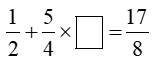 1/2 + 5/4 × □ = 17/8